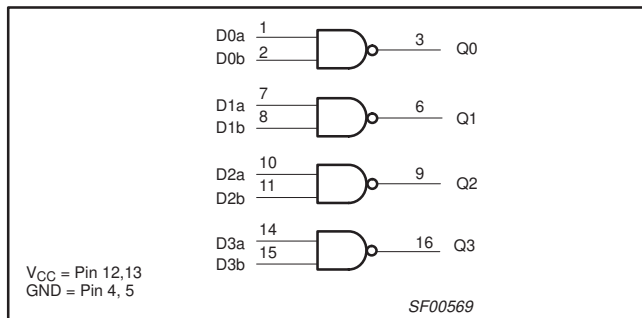 D0a 1
D0b 2
3 Q0
D1a 7
D1b 8
6 Q1
D2a 10
D2b 11
9 Q2
D3a 14
D3b 15
16 Q3
VCC = Pin 12,13
GND = Pin 4, 5
SF00569